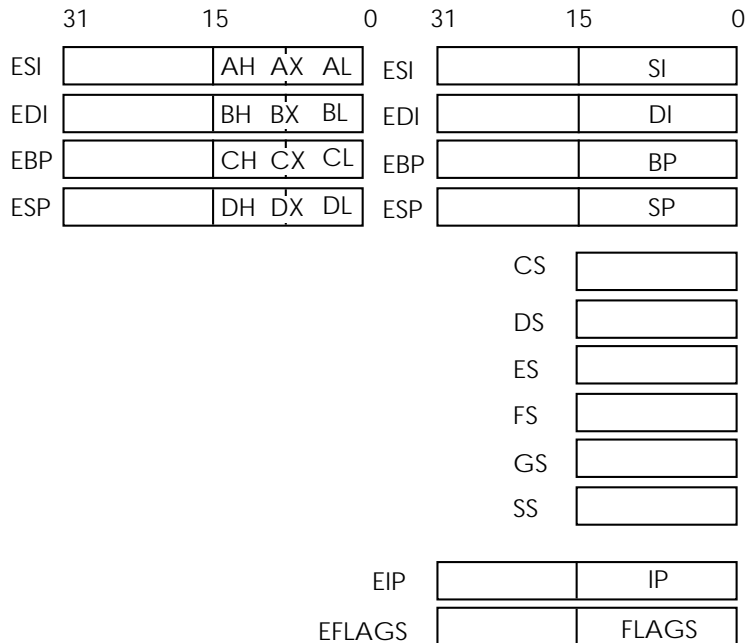 31 15 0 31 15 0
ESI AH AX AL ESI SI
EDI BH BX BL EDI DI
EBP CH CX CL EBP BP
ESP DH DX DL ESP SP
CS
DS
ES
FS
GS
SS
EIP IP
EFLAGS FLAGS